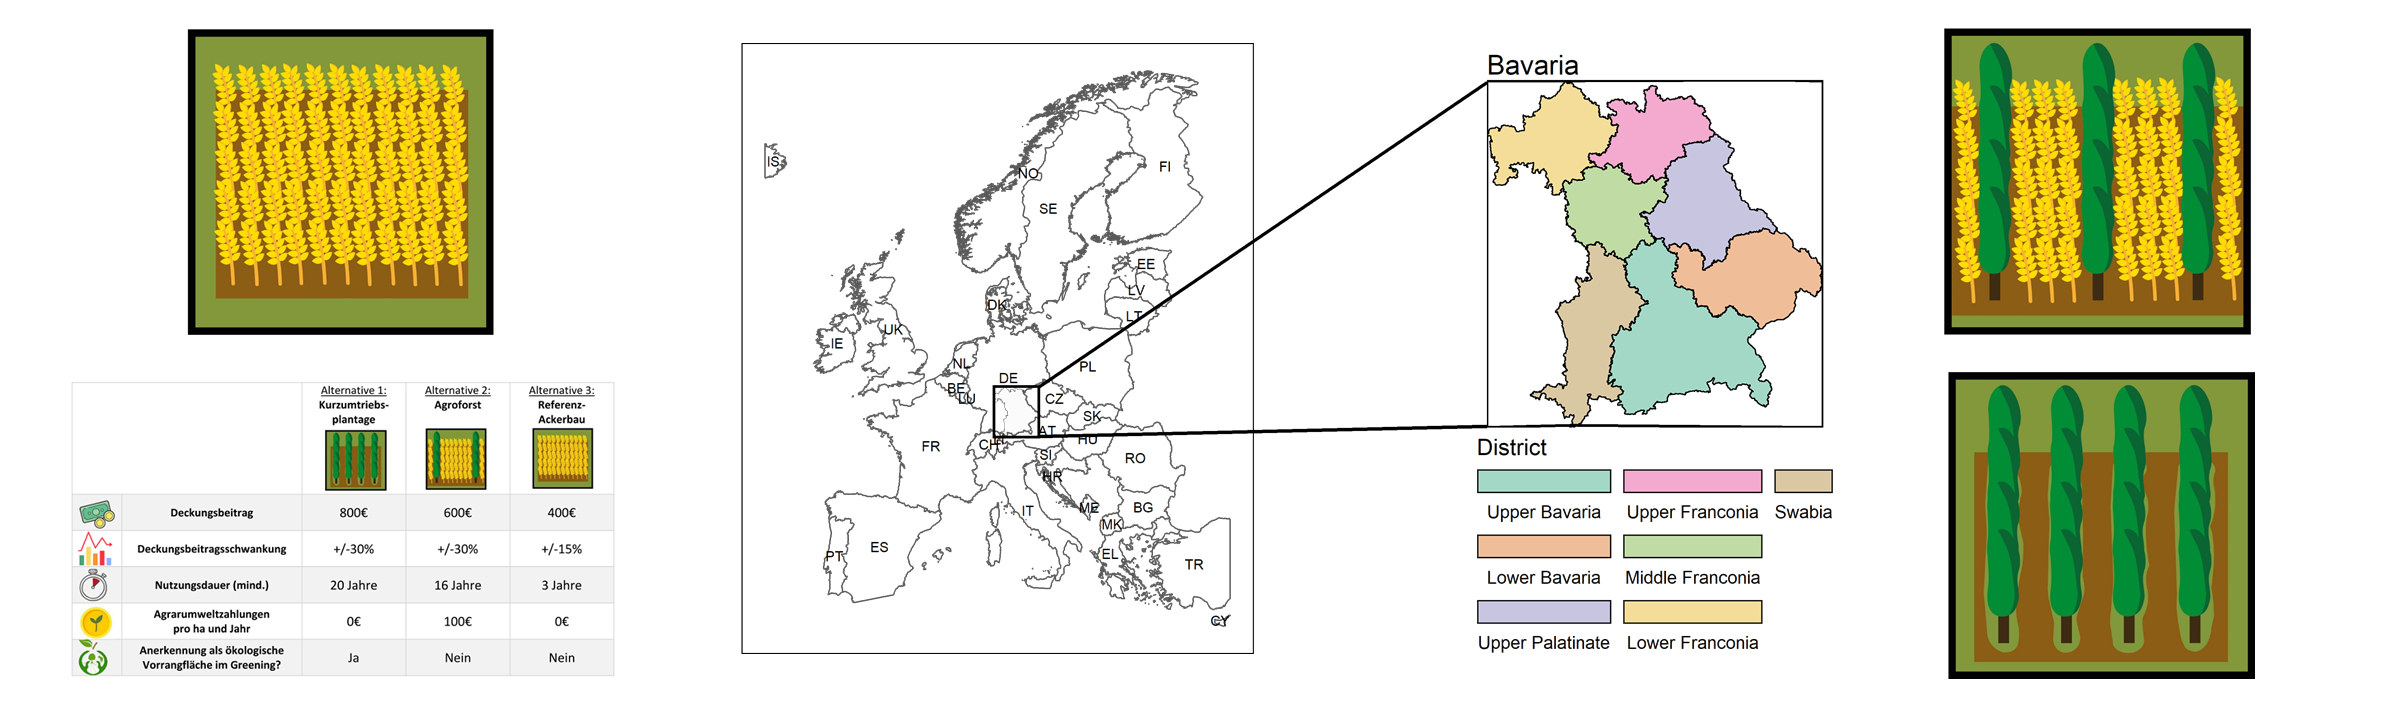 Alternative 1:
Kurzumtriebs-
plantage
Alternative 2:
Agroforst
Alternative 3:
Referenz-
Ackerbau
Deckungsbeitrag
800€
600€
400€
Deckungsbeitragsschwankung
+/-30%
+/-30%
+/-15%
Nutzungsdauer (mind.)
20 Jahre
16 Jahre
3 Jahre
Agrarumweltzahlungen
pro ha und Jahr
0€
100€
0€
Anerkennung als ökologische
Vorrangfläche im Greening?
Ja
Nein
Nein
IS
NO
FI
SE
EE
LV
LT
DK
UK
IE
NL
PL
DE
BE
LU
CZ
SK
AT
HU
CH
FR
SI
RO
HR
IT
ME
BG
MK
ES
PT
EL
TR
CY
Bavaria
District
Upper Bavaria
Upper Franconia
Swabia
Lower Bavaria
Middle Franconia
Upper Palatinate
Lower Franconia